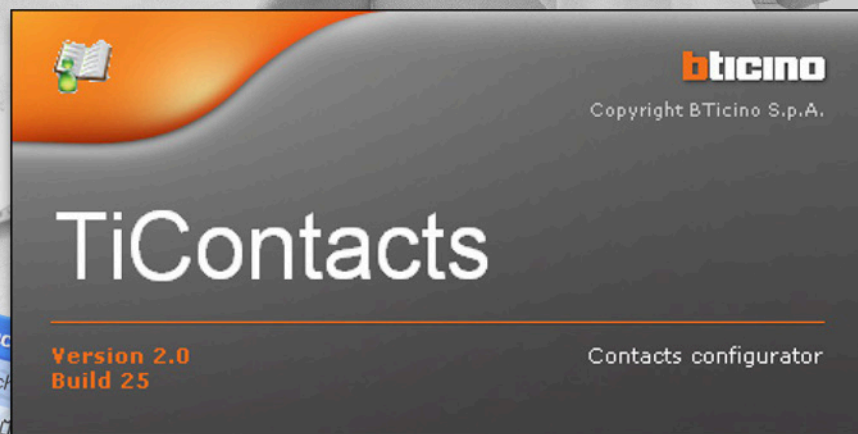 bticino
Copyright BTicino S.p.A.
TiContacts
Version 2.0
Build 25
Contacts configurator